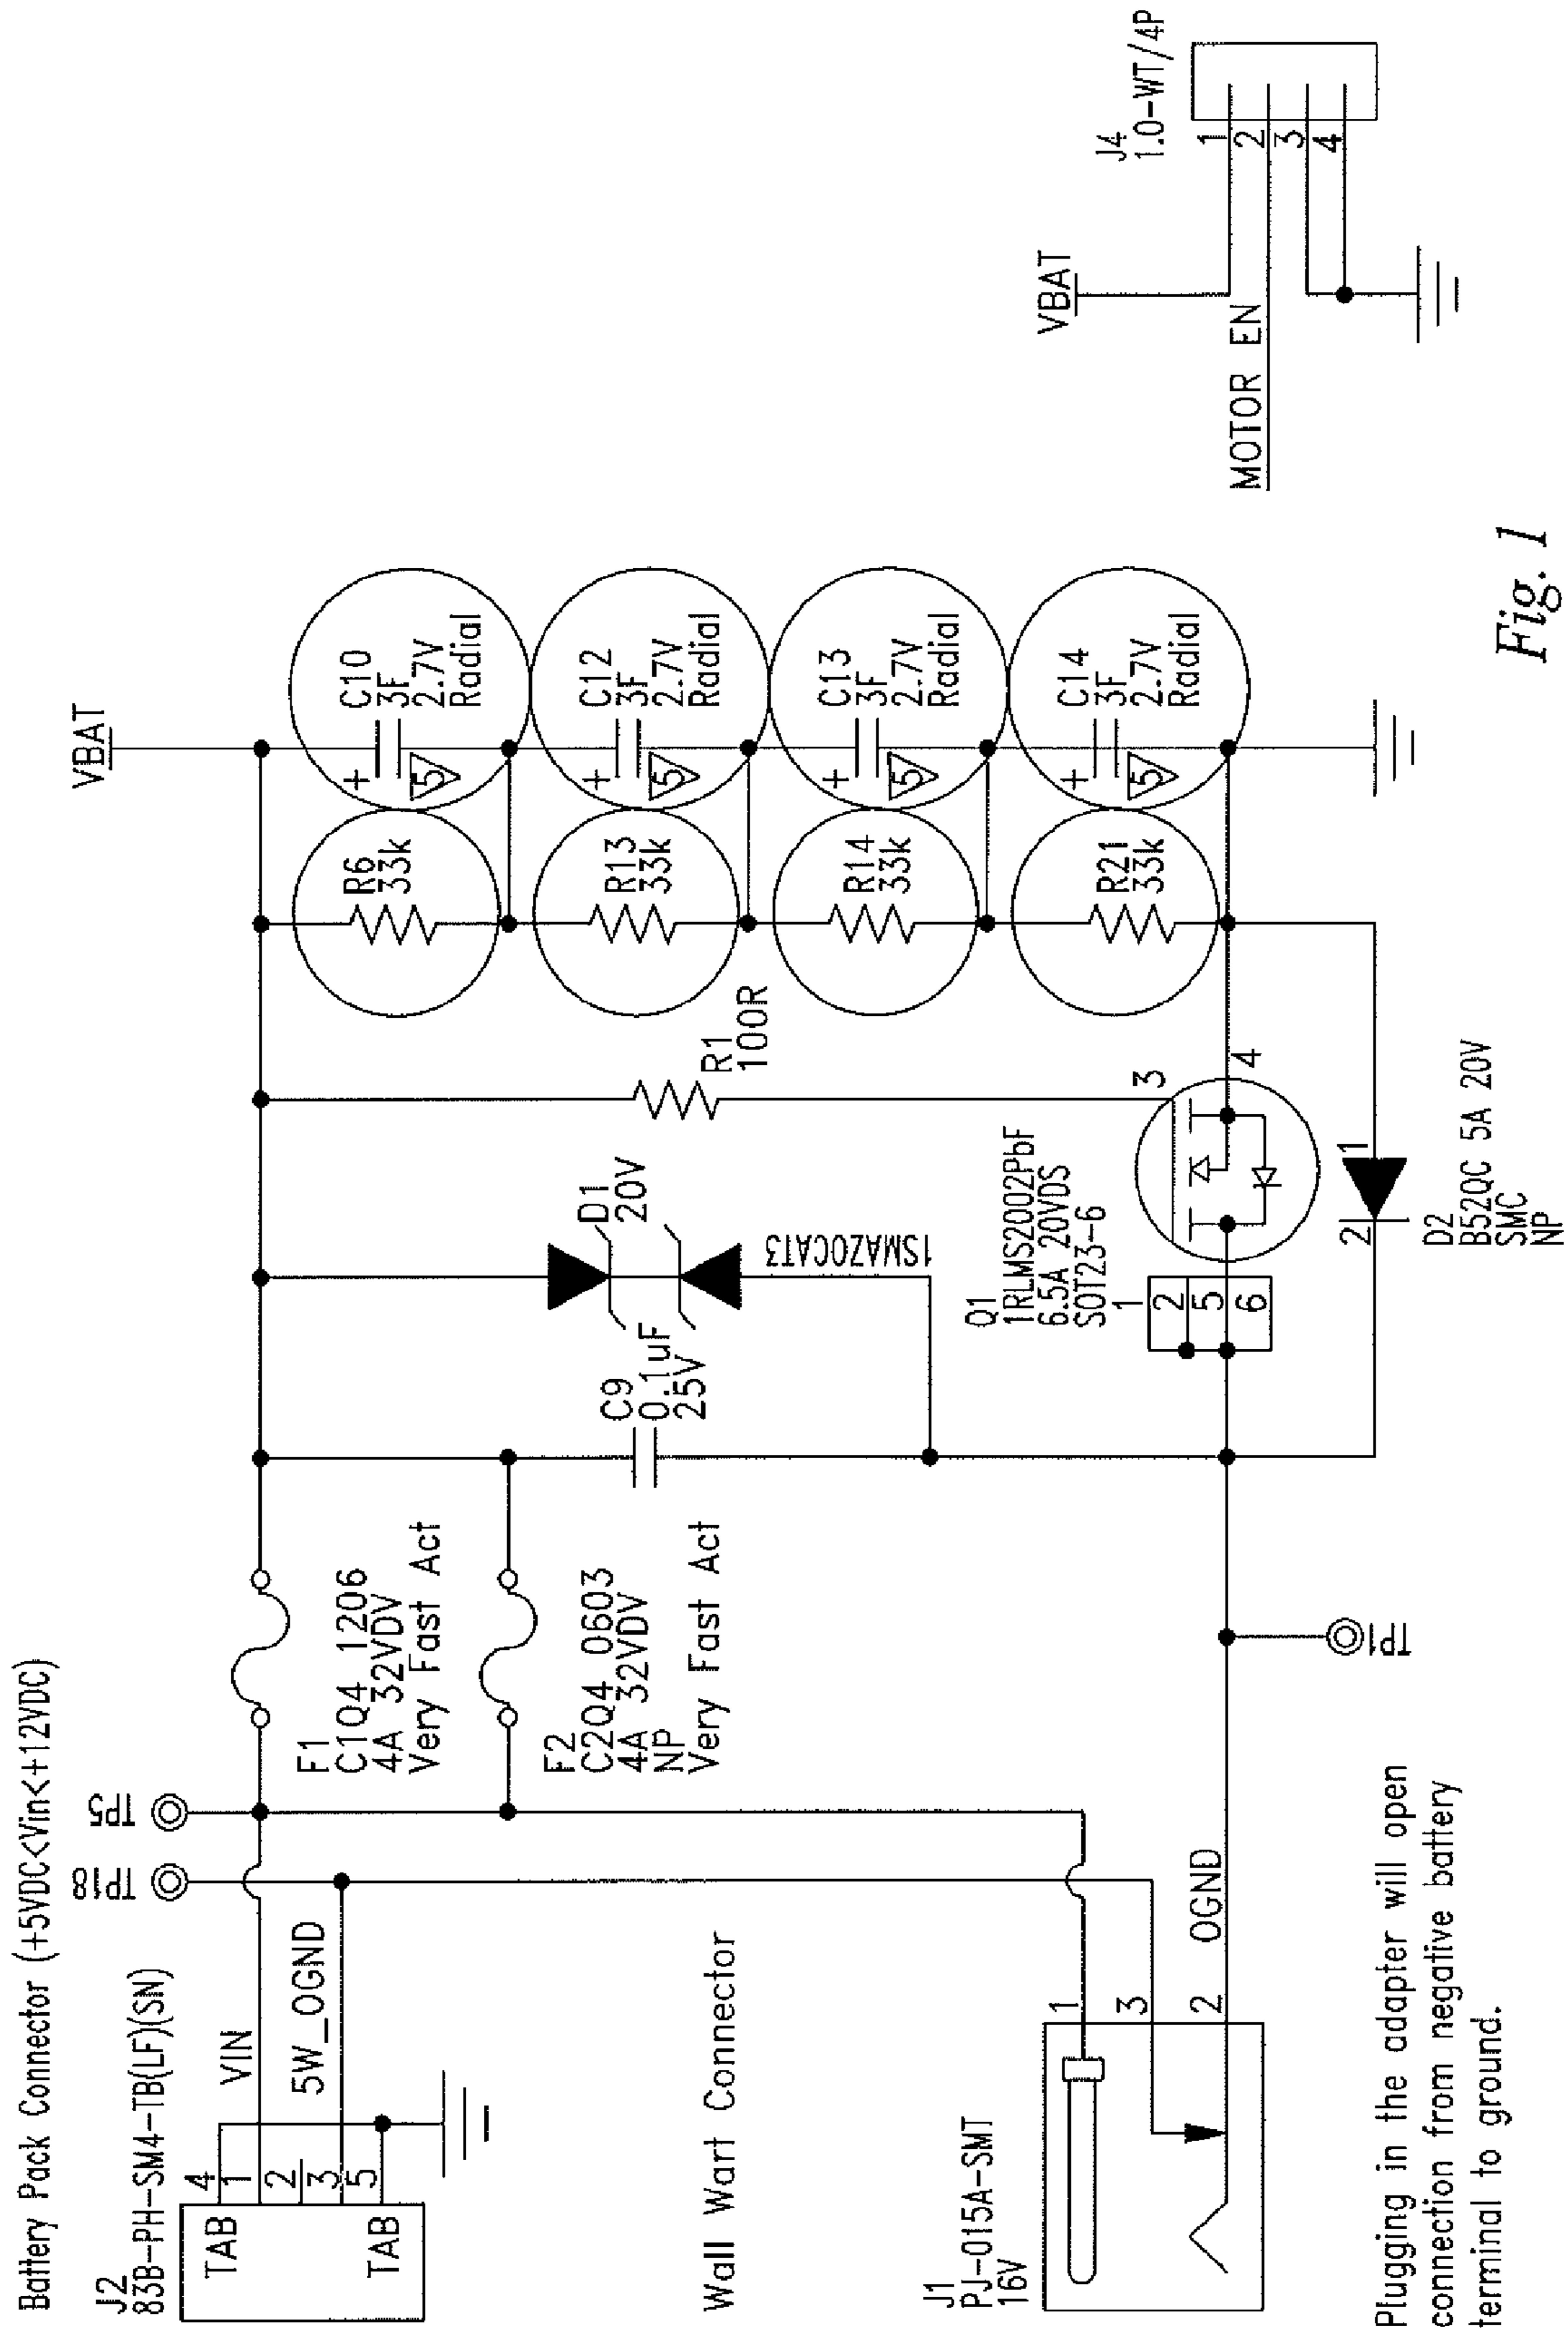 Battery Pack Connector (+5VDC<Vin<+12VDC)
J2
83B-PH-SM4-TB(LF)(SN)
TAB
TAB
4
1
2
3
5
VIN
5W_OGND
TP18
TP5
F1
C1Q4 1206
4A 32VDV
Very Fast Act
F2
C2Q4 0603
4A 32VDV
NP
Very Fast Act
Wall Wart Connector
J1
PJ-015A-SMT
16V
1
3
2
OGND
TP1
Plugging in the adapter will open
connection from negative battery
terminal to ground.
C9
0.1uF
25V
D1
20V
1SMAZ0CAT3
R1
100R
Q1
1RLMS2002PbF
6.5A 20VDS
SOT23-6
1
2
5
6
3
4
D2
B52QC 5A 20V
SMC
NP
2
1
VBAT
R6
33k
R13
33k
R14
33k
R21
33k
+
C10
3F
2.7V
Radial
5
+
C12
3F
2.7V
Radial
5
+
C13
3F
2.7V
Radial
5
+
C14
3F
2.7V
Radial
5
VBAT
MOTOR EN
J4
1.0-WT/4P
1
2
3
4
Fig. 1